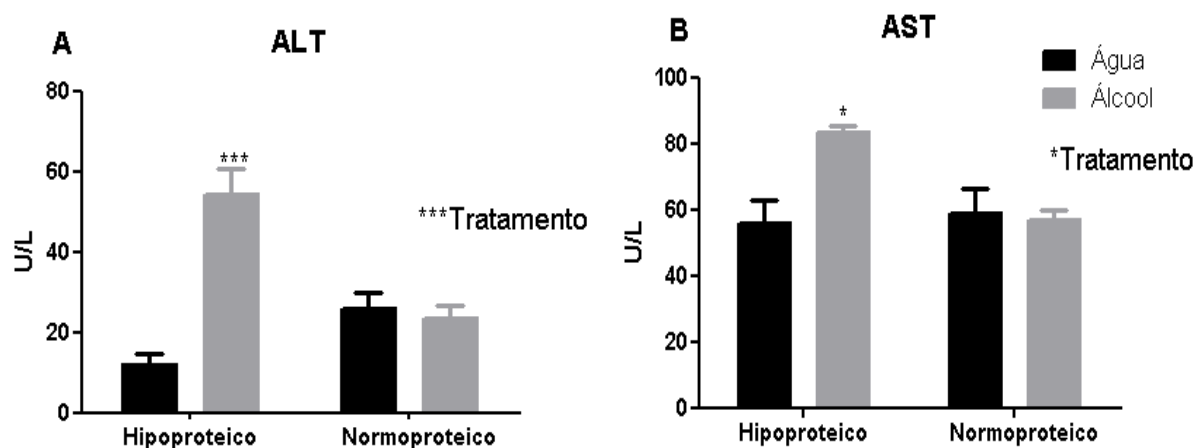 A
ALT
U/L
80
60
40
20
0
***
***Tratamento
Hipoproteico
Normoproteico
B
AST
U/L
100
80
60
40
20
0
*
Água
Álcool
*Tratamento
Hipoproteico
Normoproteico